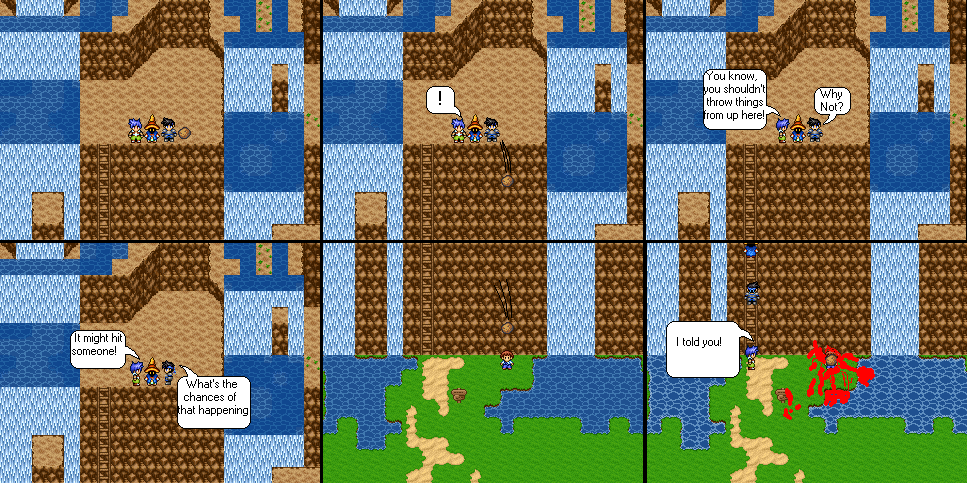 !
You know,
you shouldn't
throw things
from up here!
Why
Not?
It might hit
someone!
What's the
chances of
that happening
I told you!